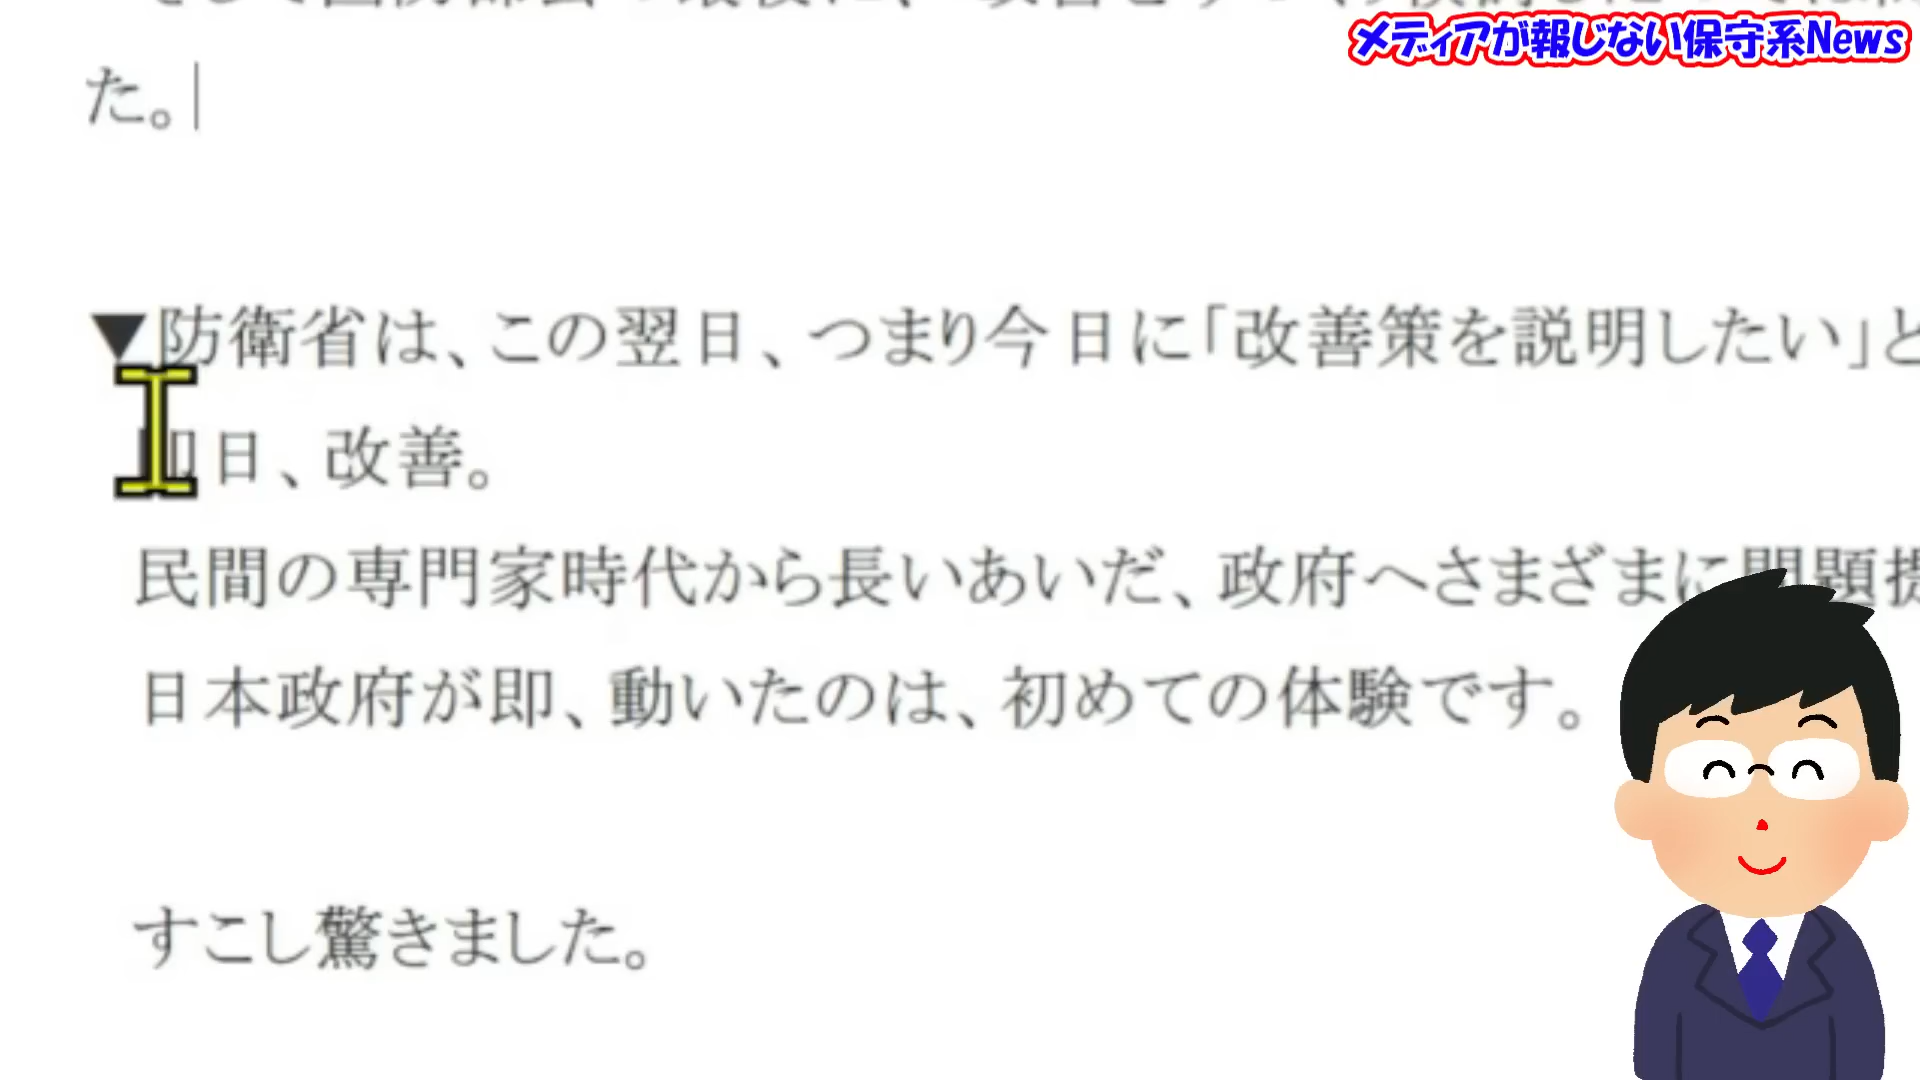 メディアが報じない保守系News
た。
▼防衛省は、この翌日、つまり今日に「改善策を説明したい」と
日、改善。
民間の専門家時代から長いあいだ、政府へさまざまに問題提
日本政府が即、動いたのは、初めての体験です。
すこし驚きました。